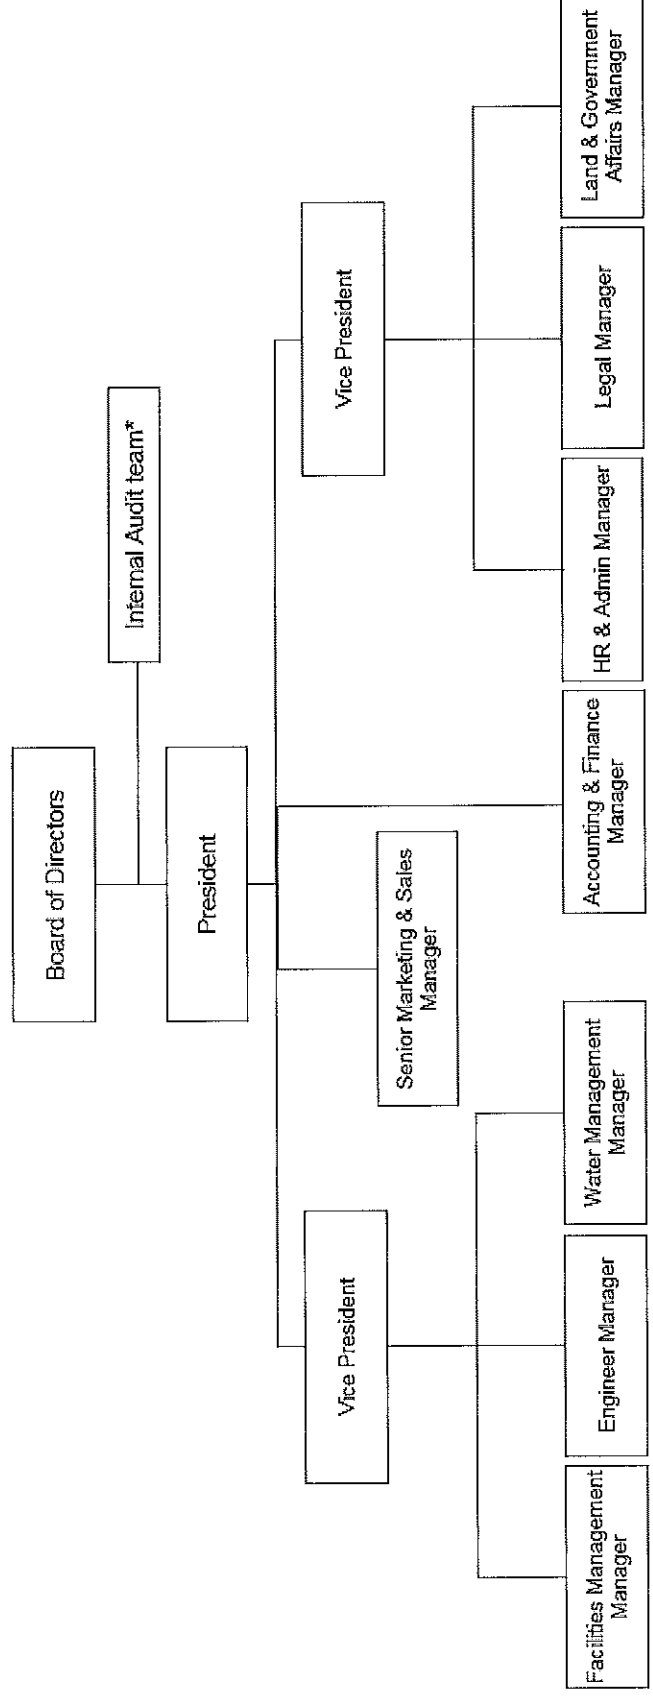 Board of Directors
Internal Audit team*
President
Vice President
Vice President
Senior Marketing & Sales
Manager
Facilities Management
Manager
Engineer Manager
Water Management
Manager
Accounting & Finance
Manager
HR & Admin Manager
Legal Manager
Land & Government
Affairs Manager